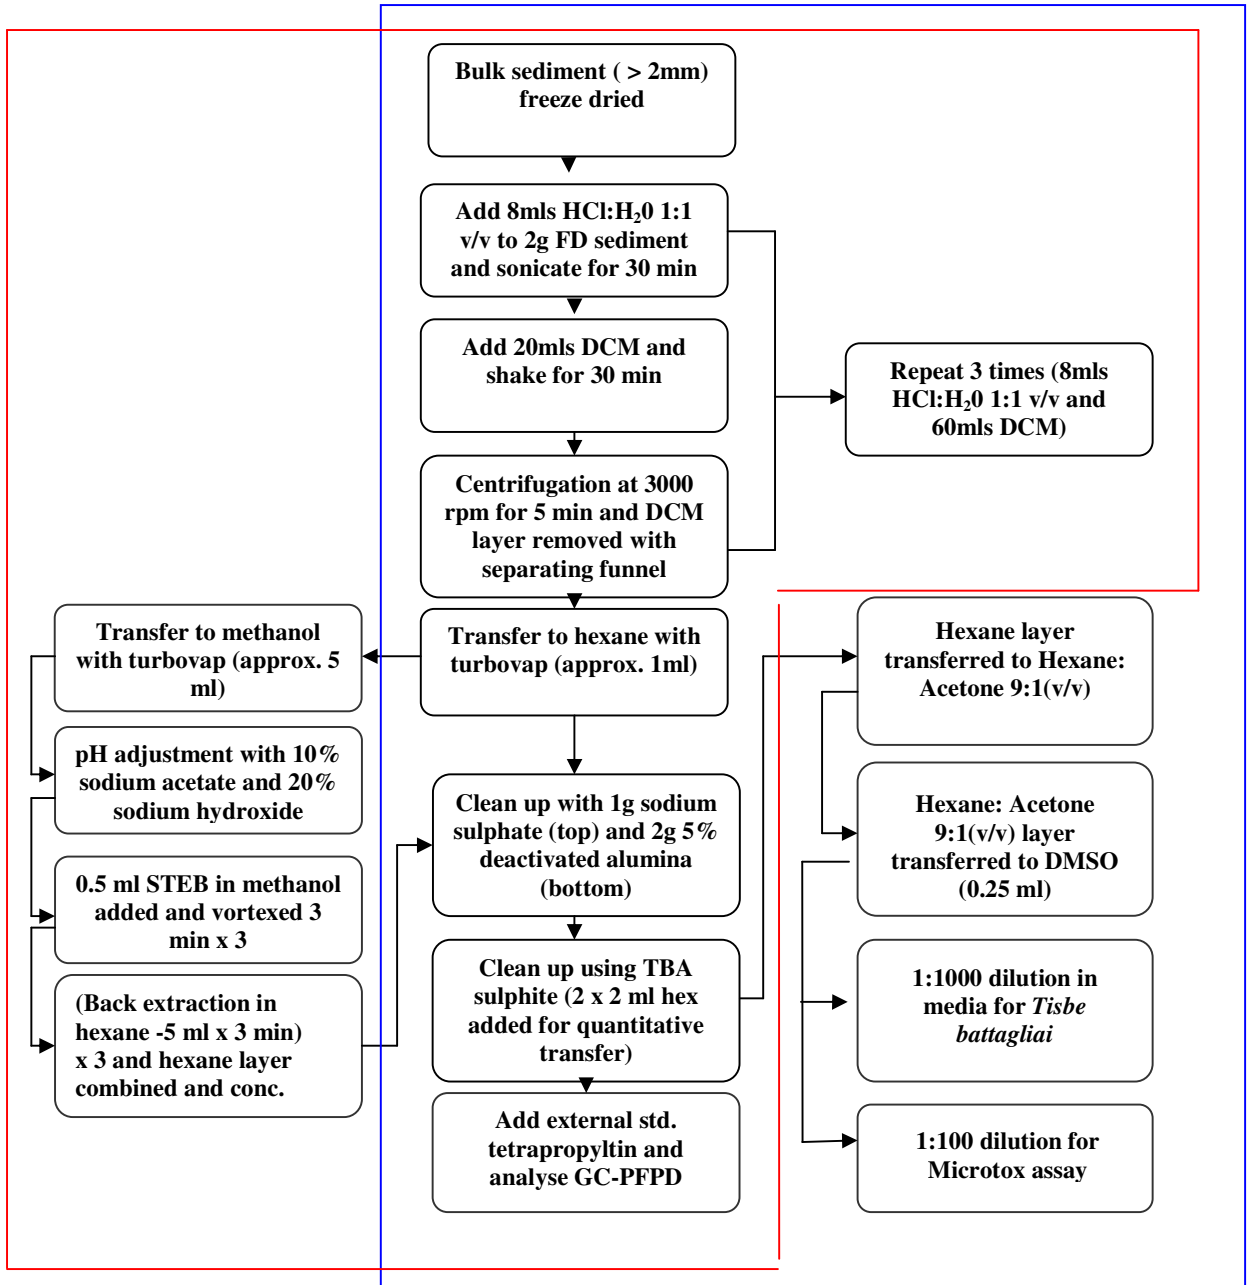 Bulk sediment ( > 2mm)
freeze dried
Add 8mls HCl:H₂0 1:1
v/v to 2g FD sediment
and sonicate for 30 min
Add 20mls DCM and
shake for 30 min
Repeat 3 times (8mls
HCl:H₂0 1:1 v/v and
60mls DCM)
Centrifugation at 3000
rpm for 5 min and DCM
layer removed with
separating funnel
Transfer to hexane with
turbovap (approx. 1ml)
Transfer to methanol
with turbovap (approx. 5
ml)
pH adjustment with 10%
sodium acetate and 20%
sodium hydroxide
0.5 ml STEB in methanol
added and vortexed 3
min x 3
(Back extraction in
hexane -5 ml x 3 min)
x 3 and hexane layer
combined and conc.
Clean up with 1g sodium
sulphate (top) and 2g 5%
deactivated alumina
(bottom)
Clean up using TBA
sulphite (2 x 2 ml hex
added for quantitative
transfer)
Add external std.
tetrapropyltin and
analyse GC-PFPD
Hexane layer
transferred to Hexane:
Acetone 9:1(v/v)
Hexane: Acetone
9:1(v/v) layer
transferred to DMSO
(0.25 ml)
1:1000 dilution in
media for Tisbe
battagliai
1:100 dilution for
Microtox assay